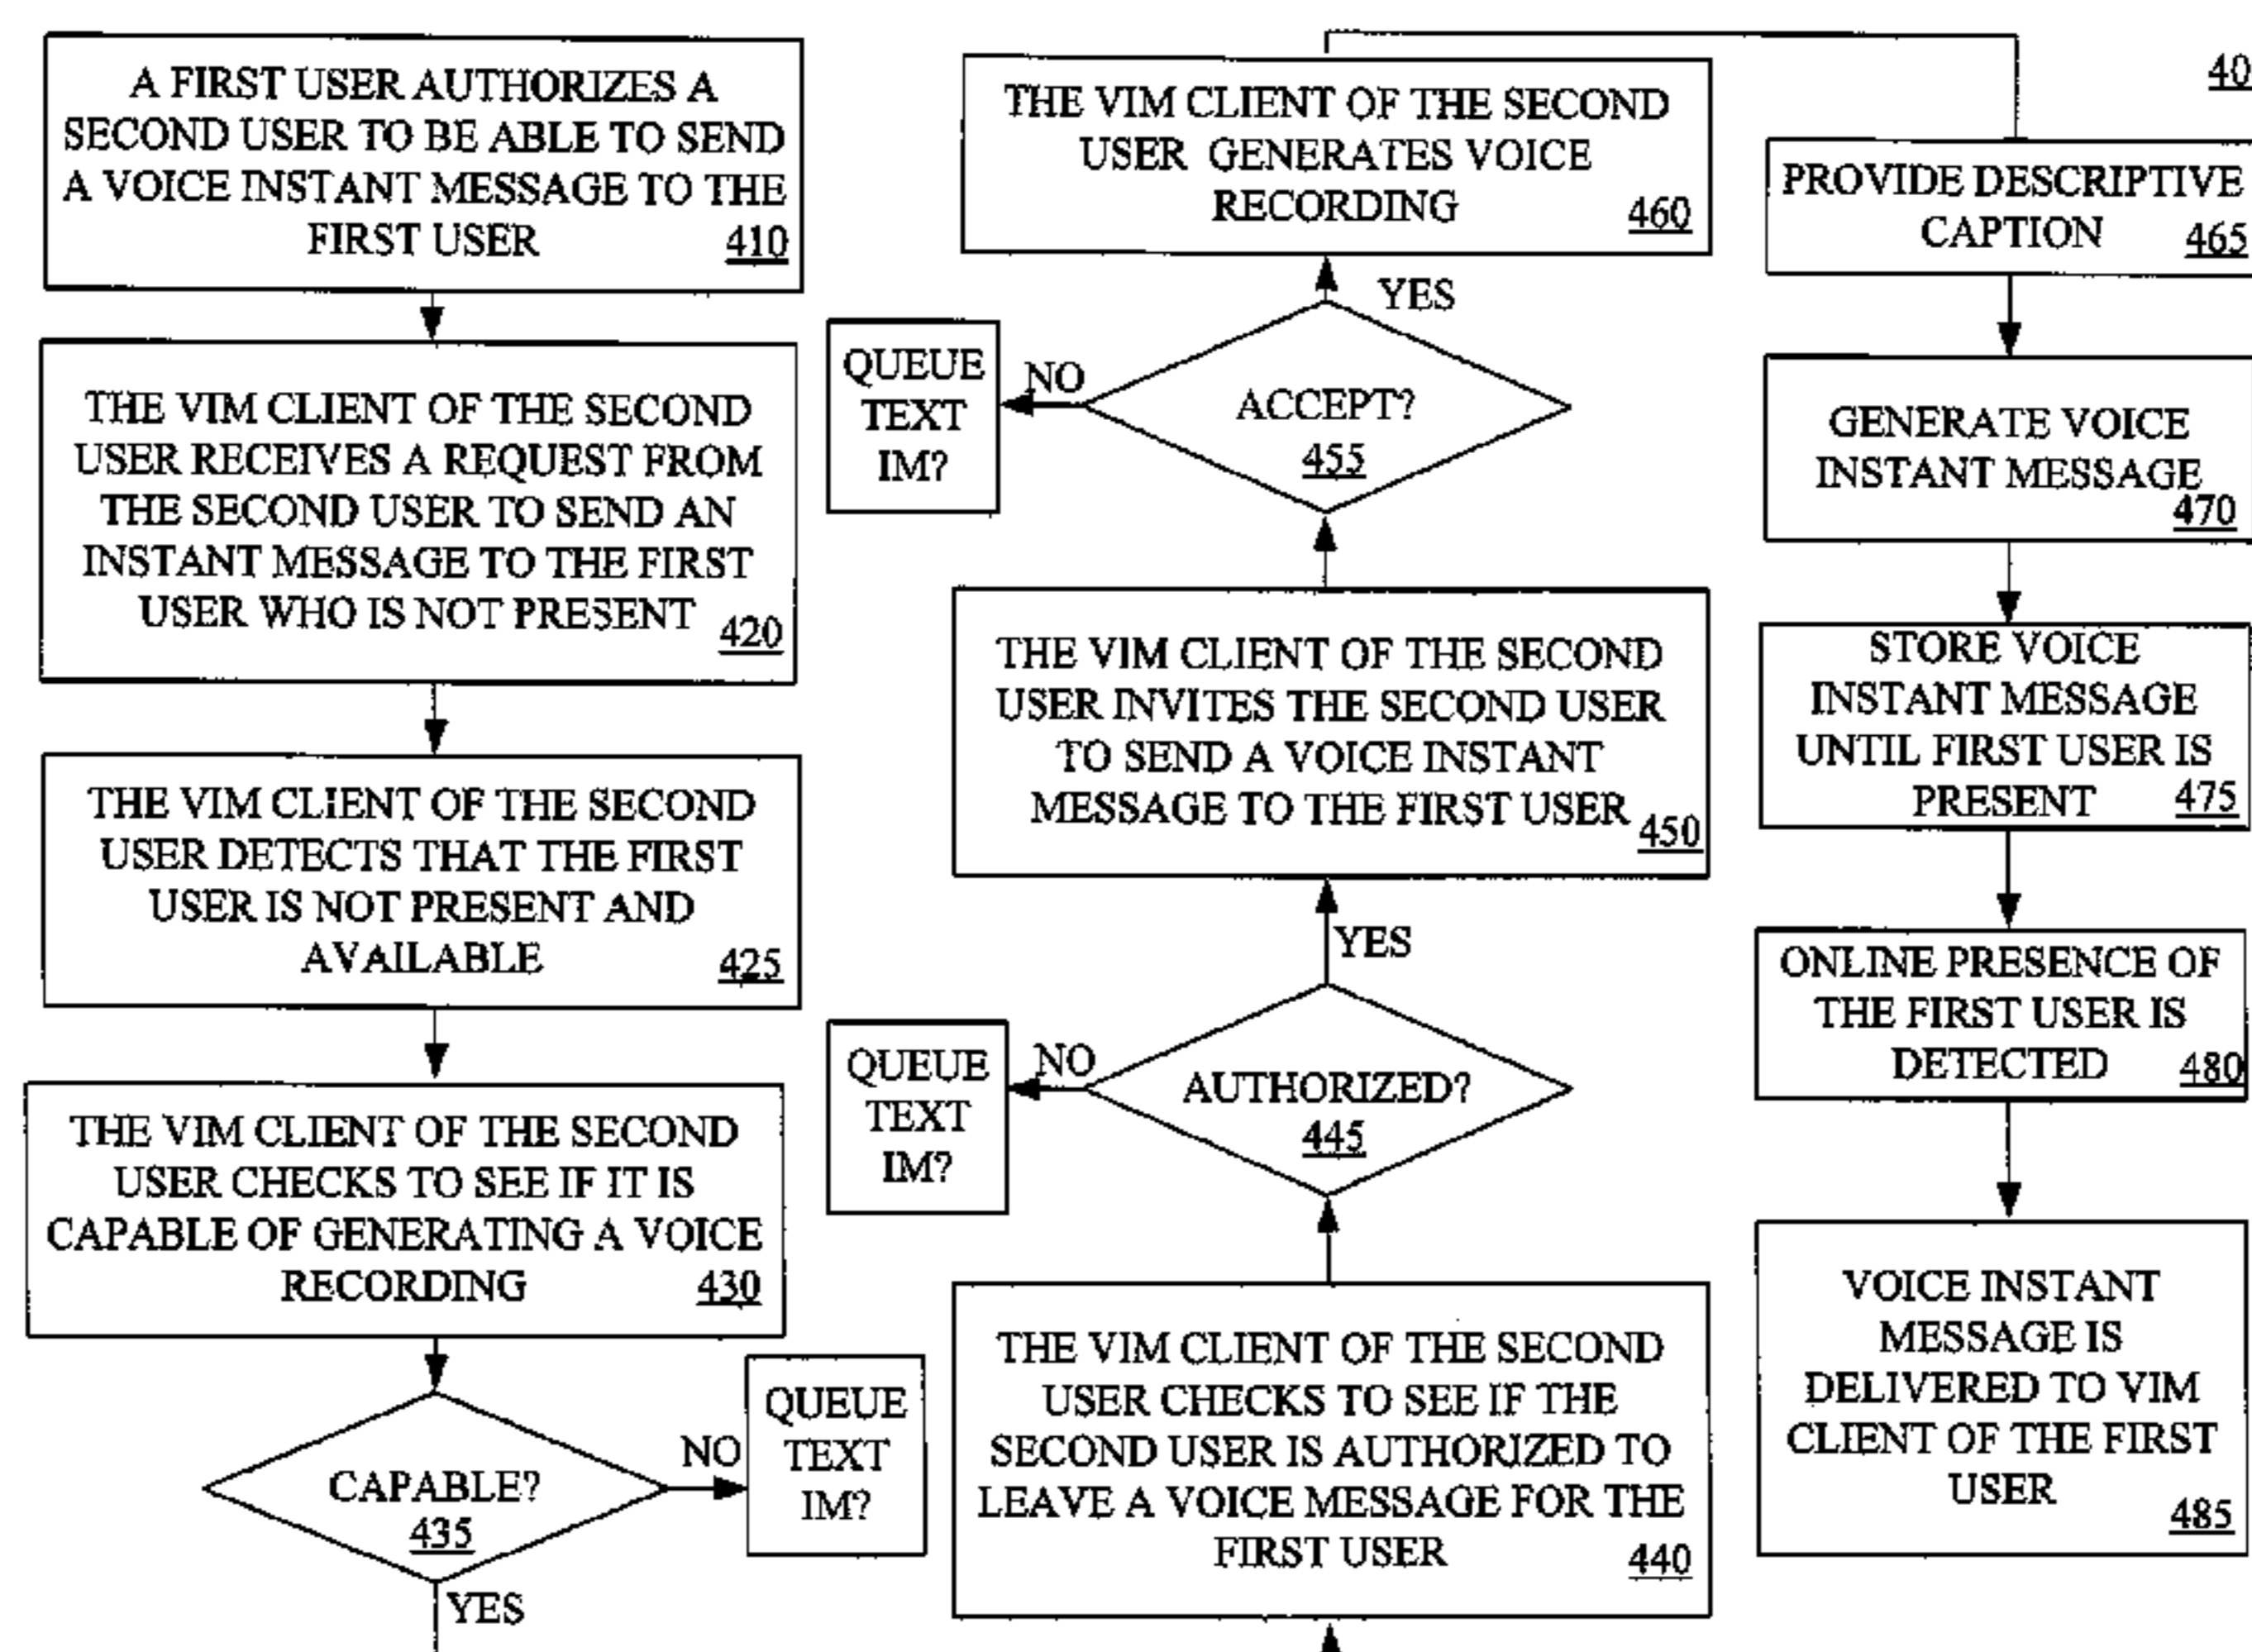 A FIRST USER AUTHORIZES A
SECOND USER TO BE ABLE TO SEND
A VOICE INSTANT MESSAGE TO THE
FIRST USER 410
THE VIM CLIENT OF THE SECOND
USER RECEIVES A REQUEST FROM
THE SECOND USER TO SEND AN
INSTANT MESSAGE TO THE FIRST
USER WHO IS NOT PRESENT 420
THE VIM CLIENT OF THE SECOND
USER DETECTS THAT THE FIRST
USER IS NOT PRESENT AND
AVAILABLE 425
THE VIM CLIENT OF THE SECOND
USER CHECKS TO SEE IF IT IS
CAPABLE OF GENERATING A VOICE
RECORDING 430
CAPABLE?
435
NO
QUEUE
TEXT
IM?
YES
THE VIM CLIENT OF THE SECOND
USER CHECKS TO SEE IF THE
SECOND USER IS AUTHORIZED TO
LEAVE A VOICE MESSAGE FOR THE
FIRST USER 440
AUTHORIZED?
445
NO
QUEUE
TEXT
IM?
YES
THE VIM CLIENT OF THE SECOND
USER INVITES THE SECOND USER
TO SEND A VOICE INSTANT
MESSAGE TO THE FIRST USER 450
ACCEPT?
455
NO
QUEUE
TEXT
IM?
YES
THE VIM CLIENT OF THE SECOND
USER GENERATES VOICE
RECORDING 460
40
PROVIDE DESCRIPTIVE
CAPTION 465
GENERATE VOICE
INSTANT MESSAGE
470
STORE VOICE
INSTANT MESSAGE
UNTIL FIRST USER IS
PRESENT 475
ONLINE PRESENCE OF
THE FIRST USER IS
DETECTED 480
VOICE INSTANT
MESSAGE IS
DELIVERED TO VIM
CLIENT OF THE FIRST
USER 485